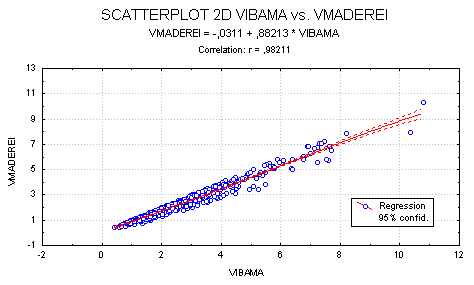 SCATTERPLOT 2D VIBAMA vs. VMADEREI
VMADEREI = -,0311 + ,88213 * VIBAMA
Correlation: r = ,98211
13
11
9
7
5
3
1
-1
VMADEREI
Regression
95% confid.
-2 0 2 4 6 8 10 12
VIBAMA